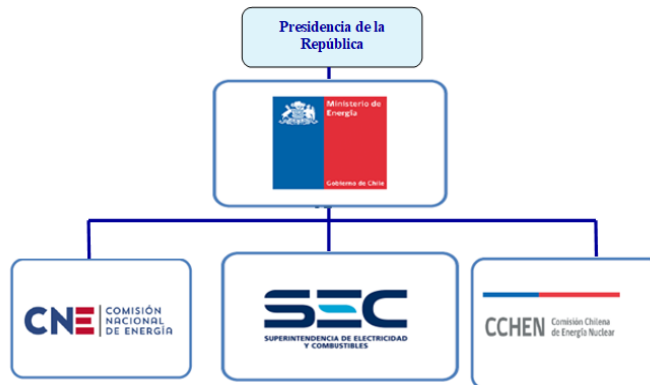 Presidencia de la
República
Ministerio de
Energía
Gobierno de Chile
CNE
COMISIÓN
NACIONAL
DE ENERGÍA
SEC
SUPERINTENDENCIA DE ELECTRICIDAD
Y COMBUSTIBLES
CCHEN
Comisión Chilena
de Energía Nuclear